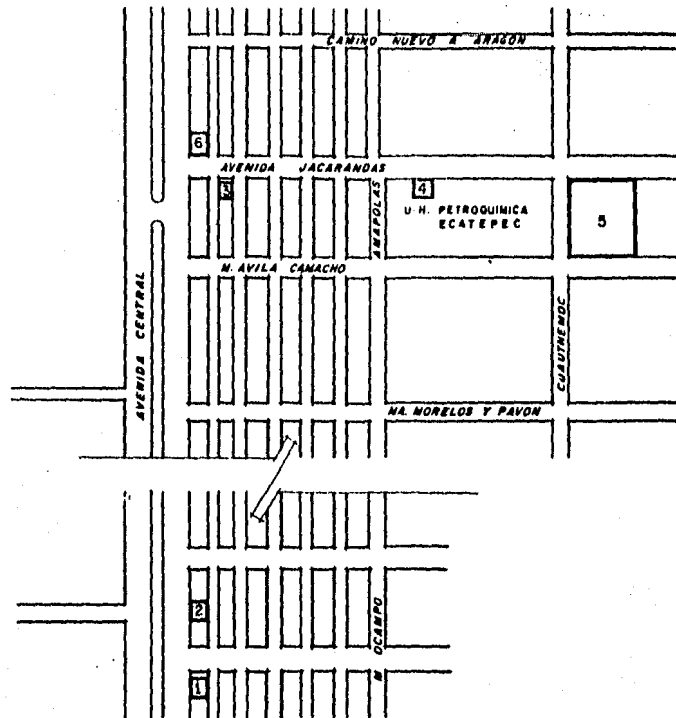 CAMINO NUEVO A ARAGON
6
AVENIDA JACARANDAS
3
4
U.H. PETROQUIMICA
ECATEPEC
5
AMAPOLAS
M. AVILA CAMACHO
AVENIDA CENTRAL
CUAUTHEMOC
MA. MORELOS Y PAVON
2
M OCAMPO
1